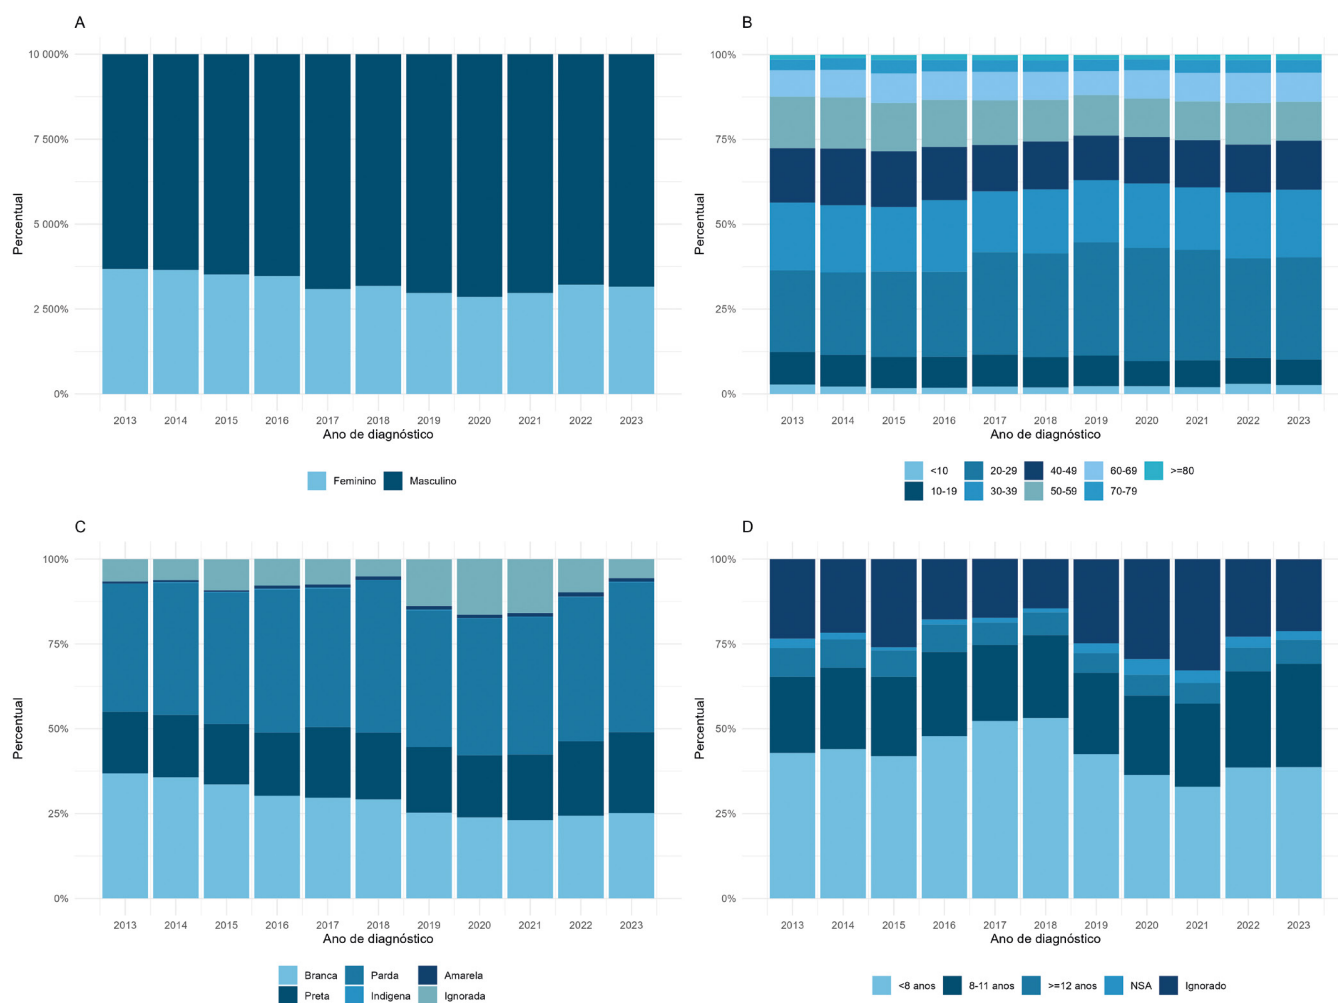 A
Percentual
10 000%
7 500%
5 000%
2 500%
0%
2013 2014 2015 2016 2017 2018 2019 2020 2021 2022 2023
Ano de diagnóstico
Feminino Masculino
B
Percentual
100%
75%
50%
25%
0%
2013 2014 2015 2016 2017 2018 2019 2020 2021 2022 2023
Ano de diagnóstico
<10 20-29 40-49 60-69 >=80
10-19 30-39 50-59 70-79
C
Percentual
100%
75%
50%
25%
0%
2013 2014 2015 2016 2017 2018 2019 2020 2021 2022 2023
Ano de diagnóstico
Branca Parda Amarela
Preta Indigena Ignorada
D
Percentual
100%
75%
50%
25%
0%
2013 2014 2015 2016 2017 2018 2019 2020 2021 2022 2023
Ano de diagnóstico
<8 anos 8-11 anos >=12 anos NSA Ignorado